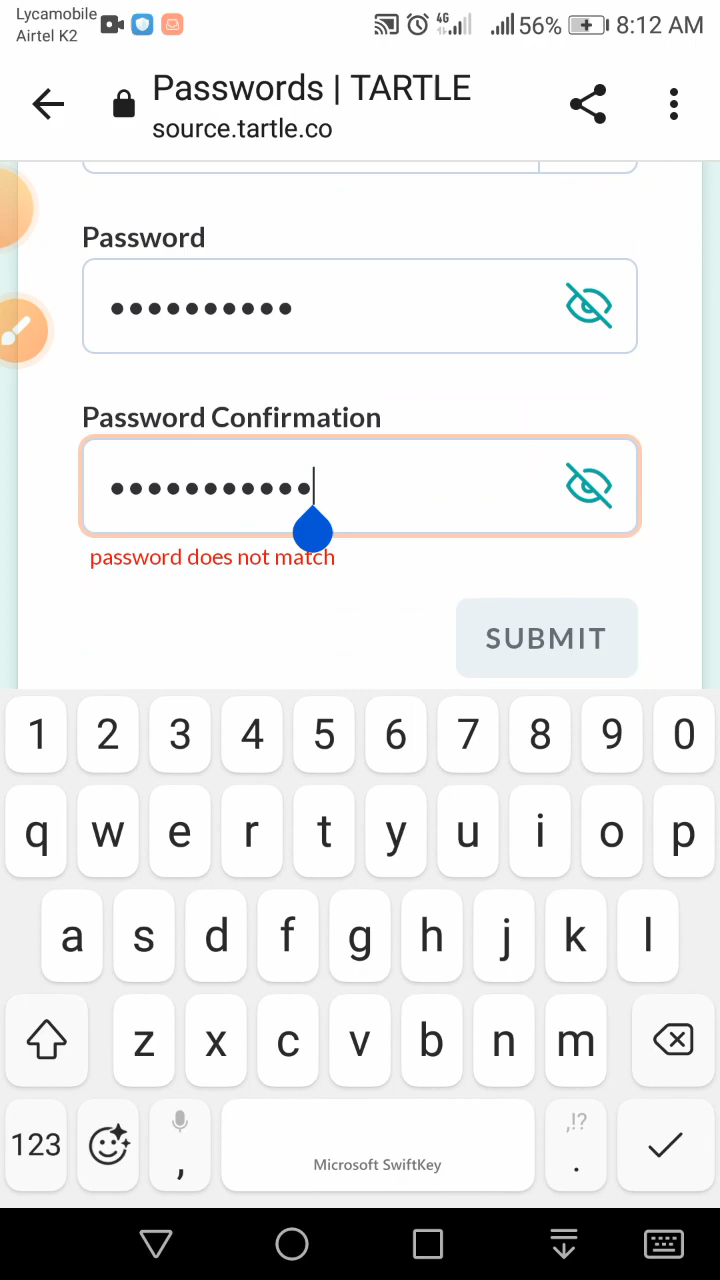 Lycamobile
Airtel K2
4G
56%
8:12 AM
Passwords | TARTLE
source.tartle.co
Password
••••••••••
Password Confirmation
•••••••••••
password does not match
SUBMIT
1 2 3 4 5 6 7 8 9 0
q w e r t y u i o p
a s d f g h j k l
z x c v b n m
123 , Microsoft SwiftKey ,!? .